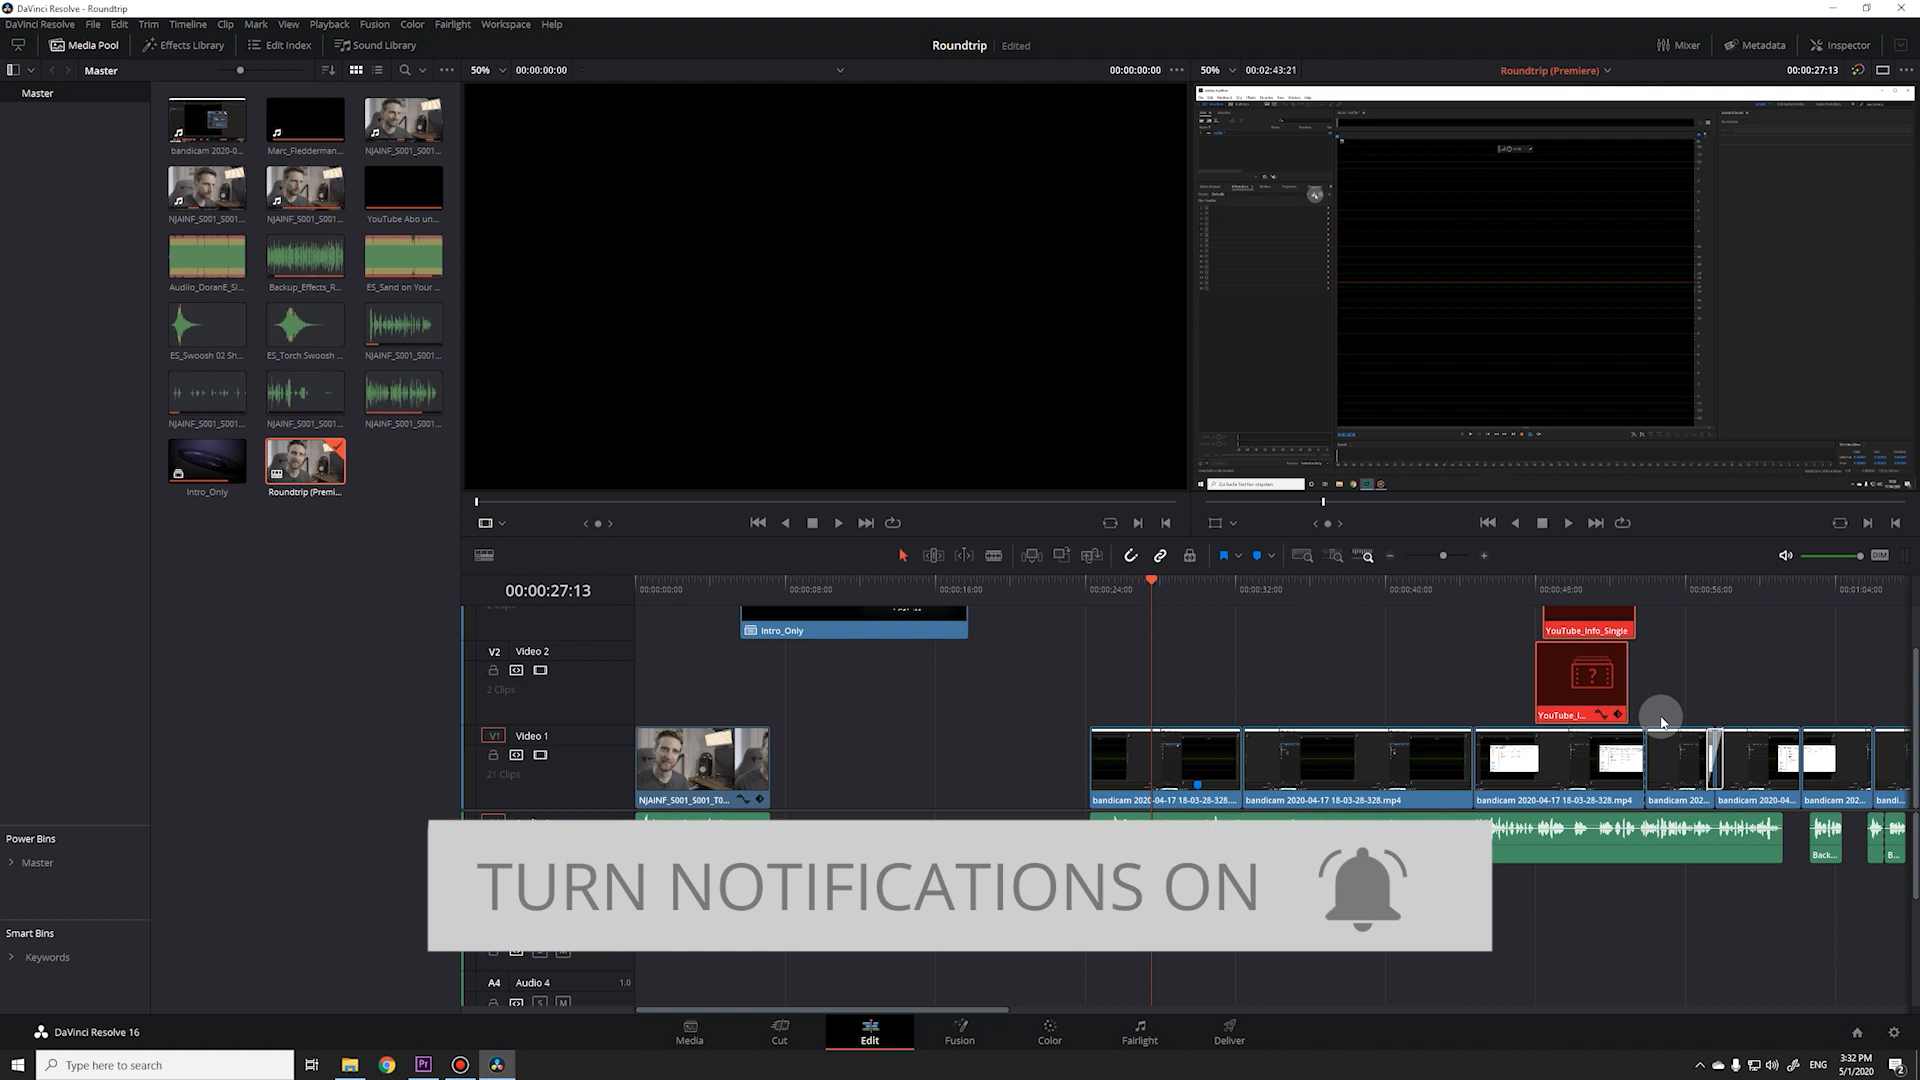 DaVinci Resolve - Roundtrip
DaVinci Resolve File Edit Trim Timeline Clip Mark View Playback Fusion Color Fairlight Workspace Help
Media Pool Effects Library Edit Index Sound Library Roundtrip Edited Mixer Metadata Inspector
Master 50% 00:00:00:00 00:00:00:00 50% 00:02:43:21 Roundtrip (Premiere) 00:00:27:13
Master
bandicam 2020-0... Marc_Fledderman... NJAINF_S001_S001...
NJAINF_S001_S001... NJAINF_S001_S001... YouTube Abo un...
Audiio_DoranE_Si... Backup_Effects_R... ES_Sand on Your ...
ES_Swoosh 02 Sh... ES_Torch Swoosh ... NJAINF_S001_S001...
NJAINF_S001_S001... NJAINF_S001_S001... NJAINF_S001_S001...
Intro_Only Roundtrip (Premi...
DIM
00:00:27:13 00:00:00:00 00:00:08:00 00:00:16:00 00:00:24:00 00:00:32:00 00:00:40:00 00:00:48:00 00:00:56:00 00:01:04:00
Intro_Only YouTube_Info_Single
V2 Video 2
2 Clips
YouTube_I...
V1 Video 1
21 Clips
NJAINF_S001_S001_T0... bandicam 2020-04-17 18-03-28-328.... bandicam 2020-04-17 18-03-28-328.mp4 bandicam 2020-04-17 18-03-28-328.mp4 bandicam 202... bandicam 2020-04... bandicam 202... bandi...
Back... B...
TURN NOTIFICATIONS ON
A4 Audio 4 1.0
S M
Power Bins
Master
Smart Bins
Keywords
DaVinci Resolve 16 Media Cut Edit Fusion Color Fairlight Deliver
Type here to search Pr ENG 3:32 PM
5/1/2020 2